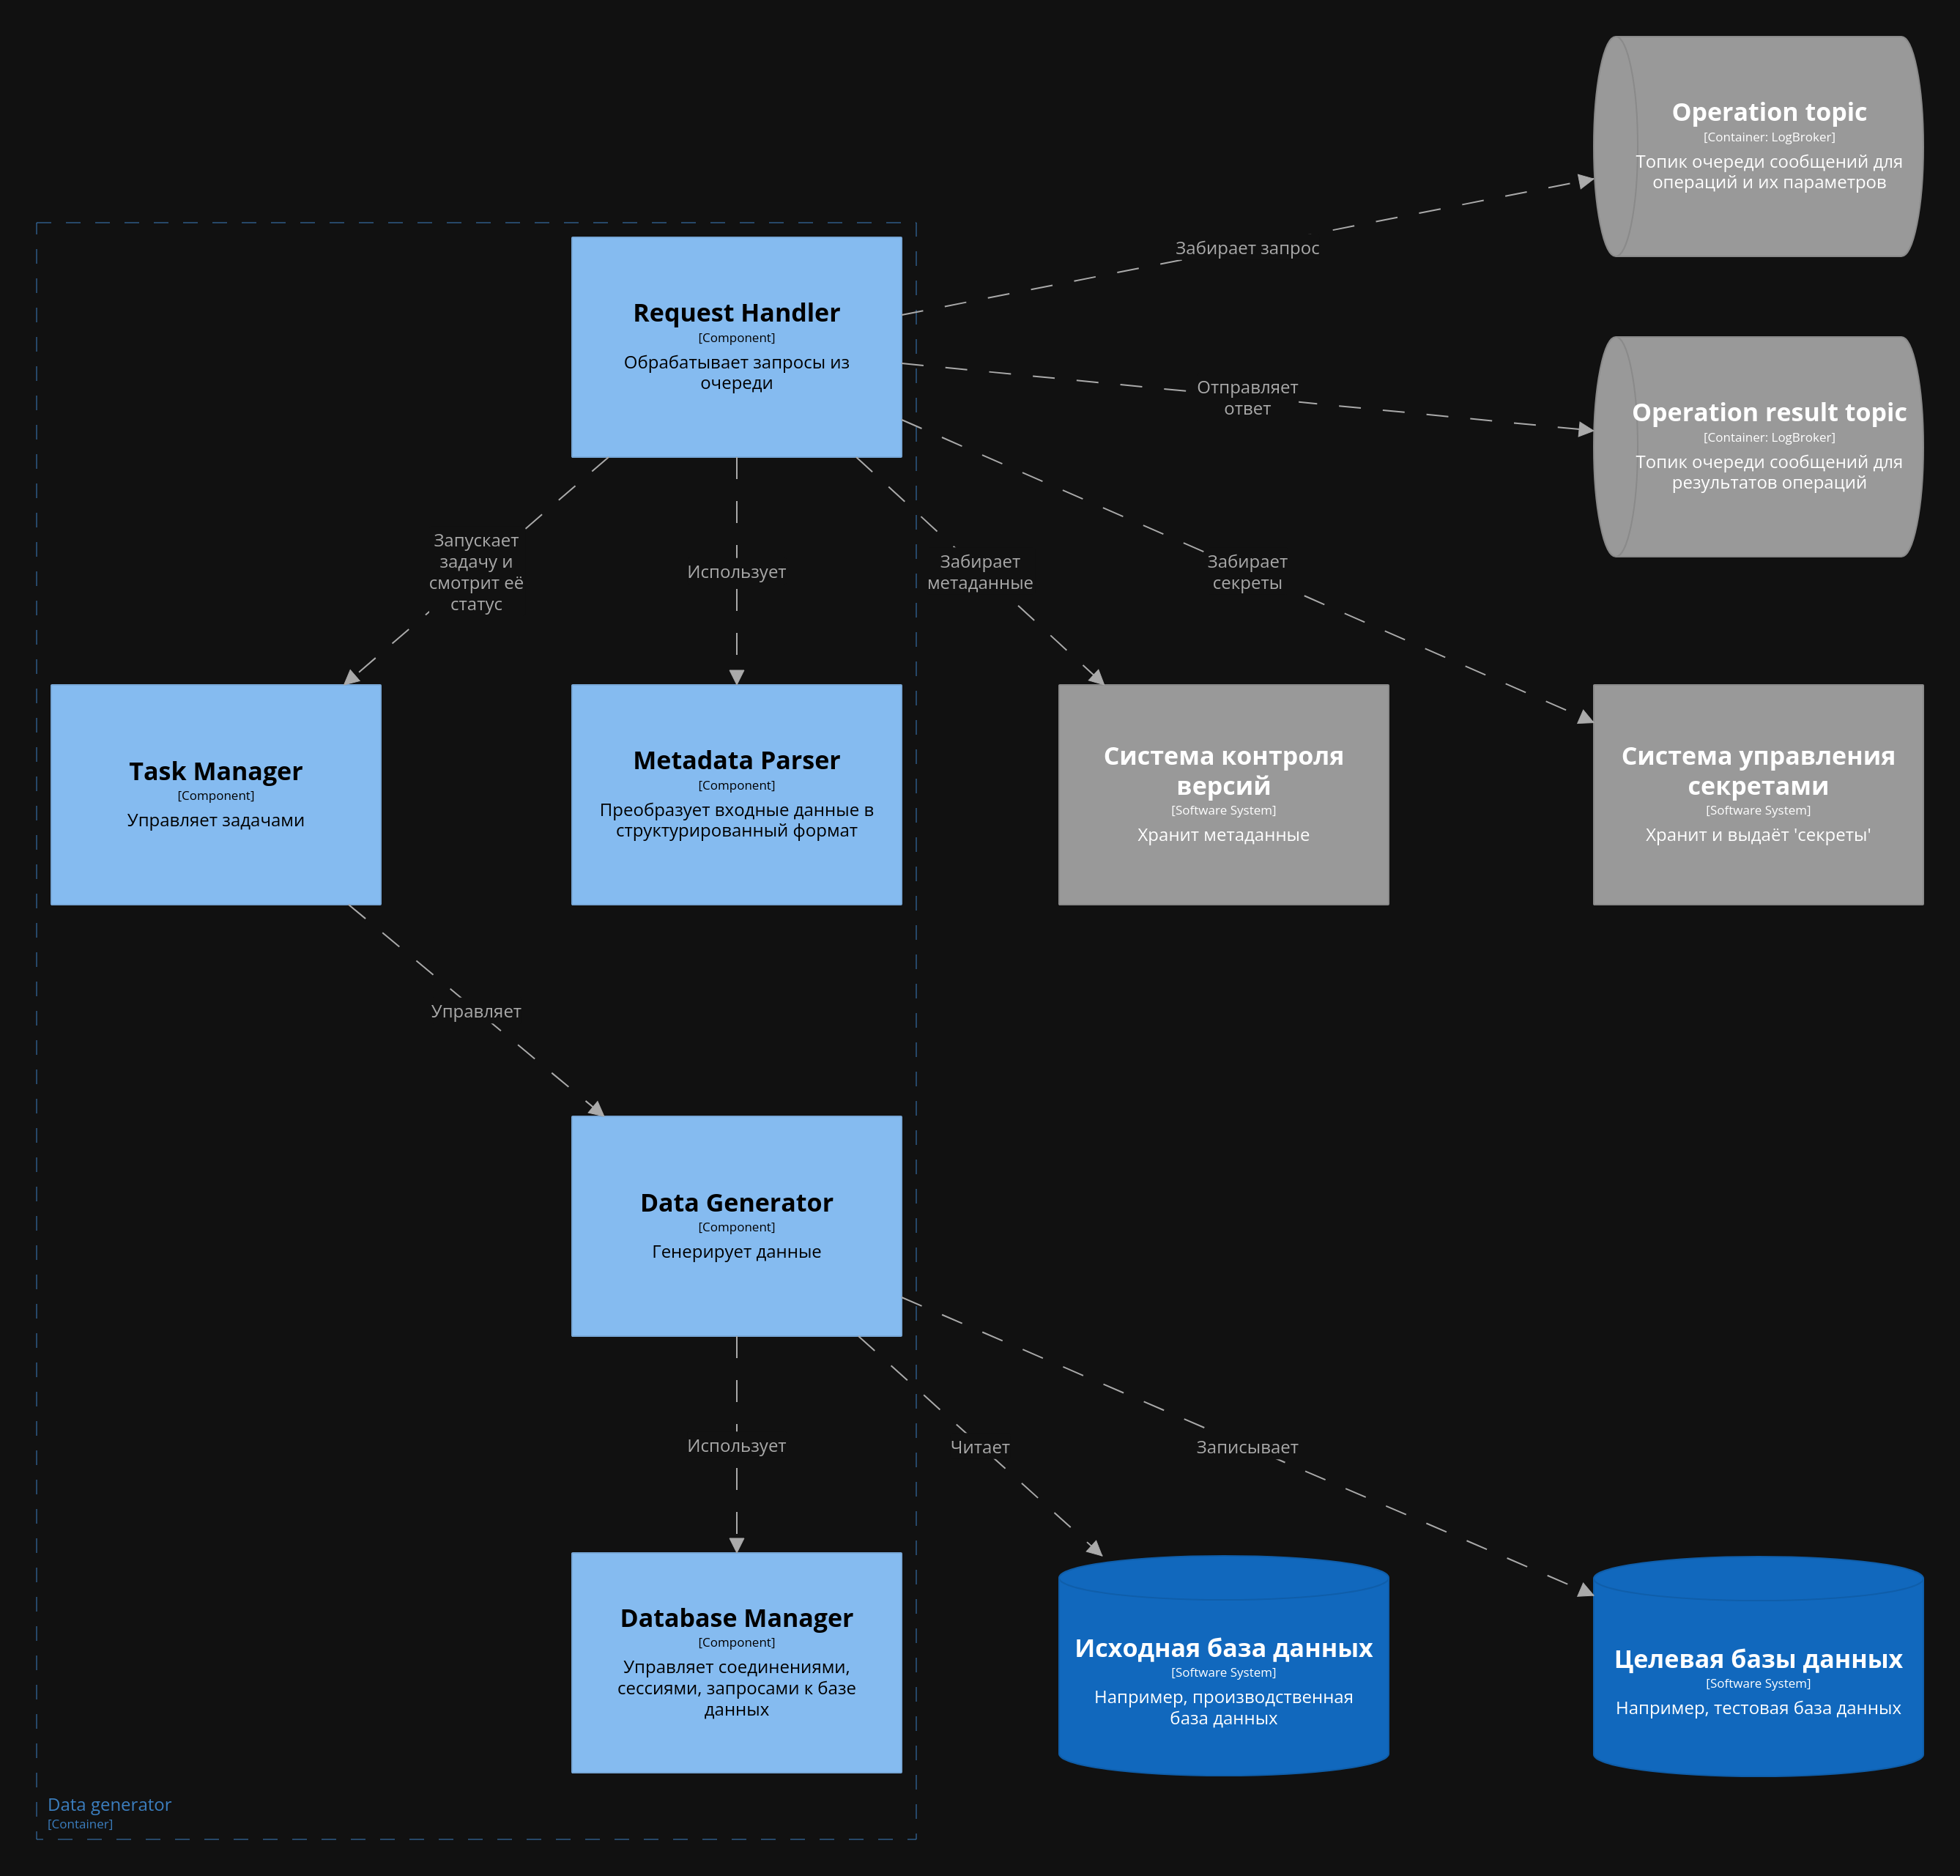 Operation topic
[Container: LogBroker]
Топик очереди сообщений для
операций и их параметров
Забирает запрос
Request Handler
[Component]
Обрабатывает запросы из
очереди
Отправляет
ответ
Operation result topic
[Container: LogBroker]
Топик очереди сообщений для
результатов операций
Запускает
задачу и
смотрит её
статус
Использует
Забирает
метаданные
Забирает
секреты
Task Manager
[Component]
Управляет задачами
Metadata Parser
[Component]
Преобразует входные данные в
структурированный формат
Система контроля
версий
[Software System]
Хранит метаданные
Система управления
секретами
[Software System]
Хранит и выдаёт 'секреты'
Управляет
Data Generator
[Component]
Генерирует данные
Использует
Читает
Записывает
Database Manager
[Component]
Управляет соединениями,
сессиями, запросами к базе
данных
Исходная база данных
[Software System]
Например, производственная
база данных
Целевая базы данных
[Software System]
Например, тестовая база данных
Data generator
[Container]